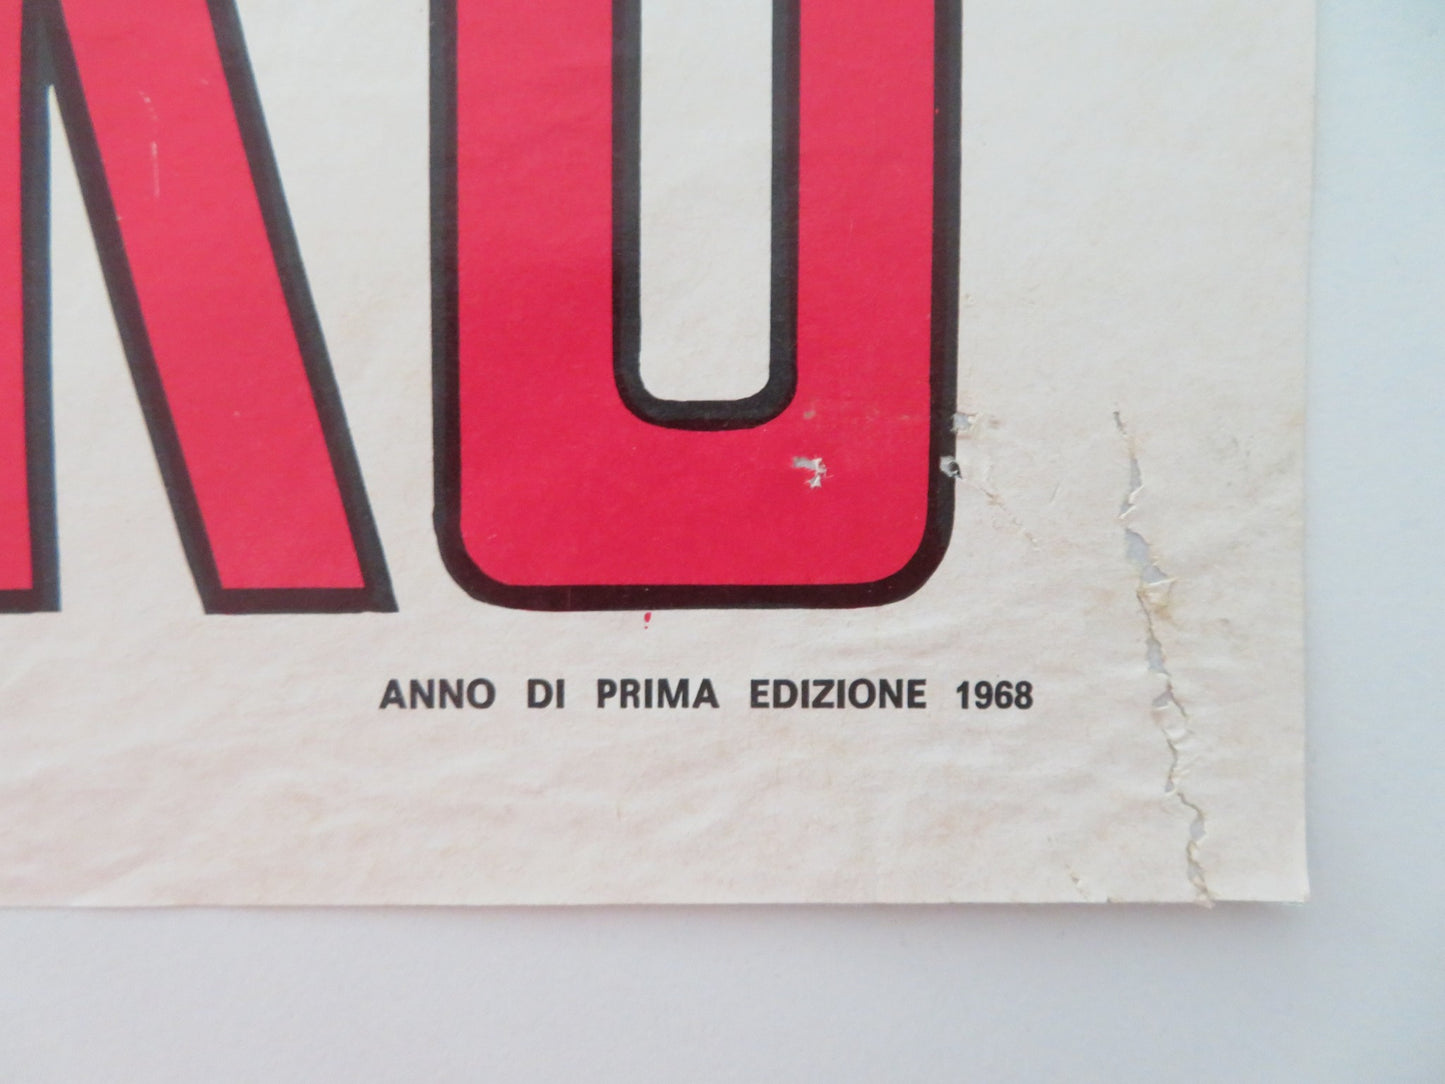 O
ANNO DI PRIMA EDIZIONE 1968